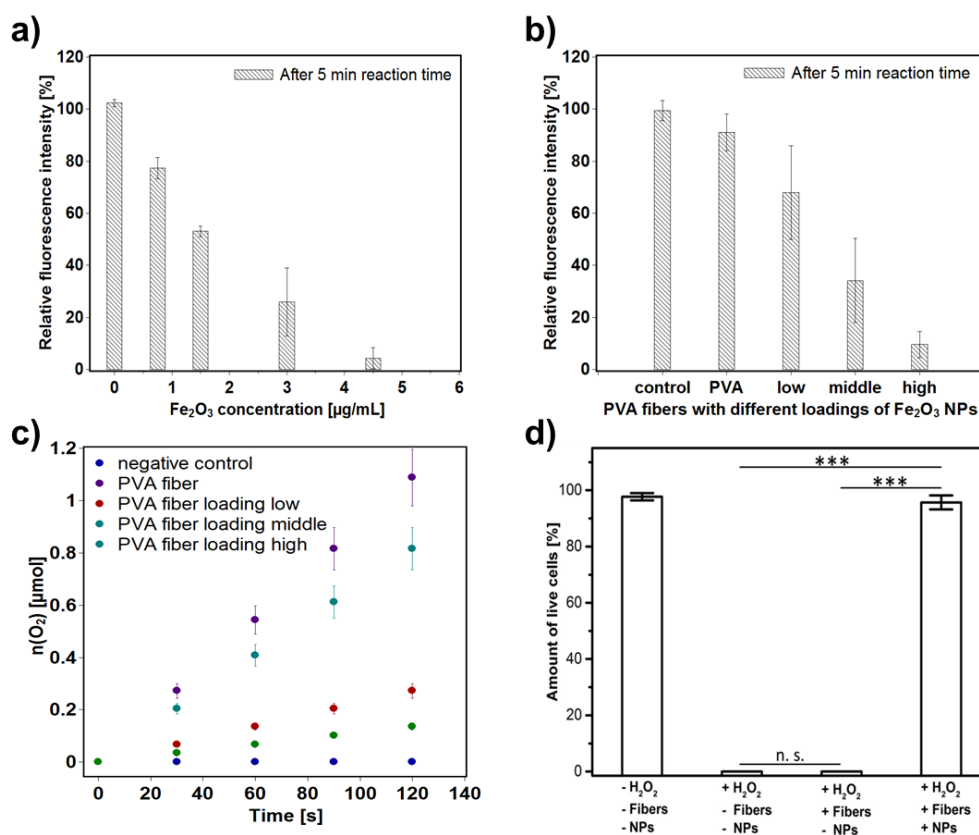 a)
120
100
80
60
40
20
0
Relative fluorescence intensity [%]
After 5 min reaction time
0 1 2 3 4 5 6
Fe₂O₃ concentration [µg/mL]
b)
120
100
80
60
40
20
0
Relative fluorescence intensity [%]
After 5 min reaction time
control PVA low middle high
PVA fibers with different loadings of Fe₂O₃ NPs
c)
1.2
1
0.8
0.6
0.4
0.2
0
n(O₂) [µmol]
negative control
PVA fiber
PVA fiber loading low
PVA fiber loading middle
PVA fiber loading high
0 20 40 60 80 100 120 140
Time [s]
d)
100
80
60
40
20
0
Amount of live cells [%]
***
***
n. s.
- H₂O₂ + H₂O₂ + H₂O₂ + H₂O₂
- Fibers - Fibers + Fibers + Fibers
- NPs - NPs - NPs + NPs